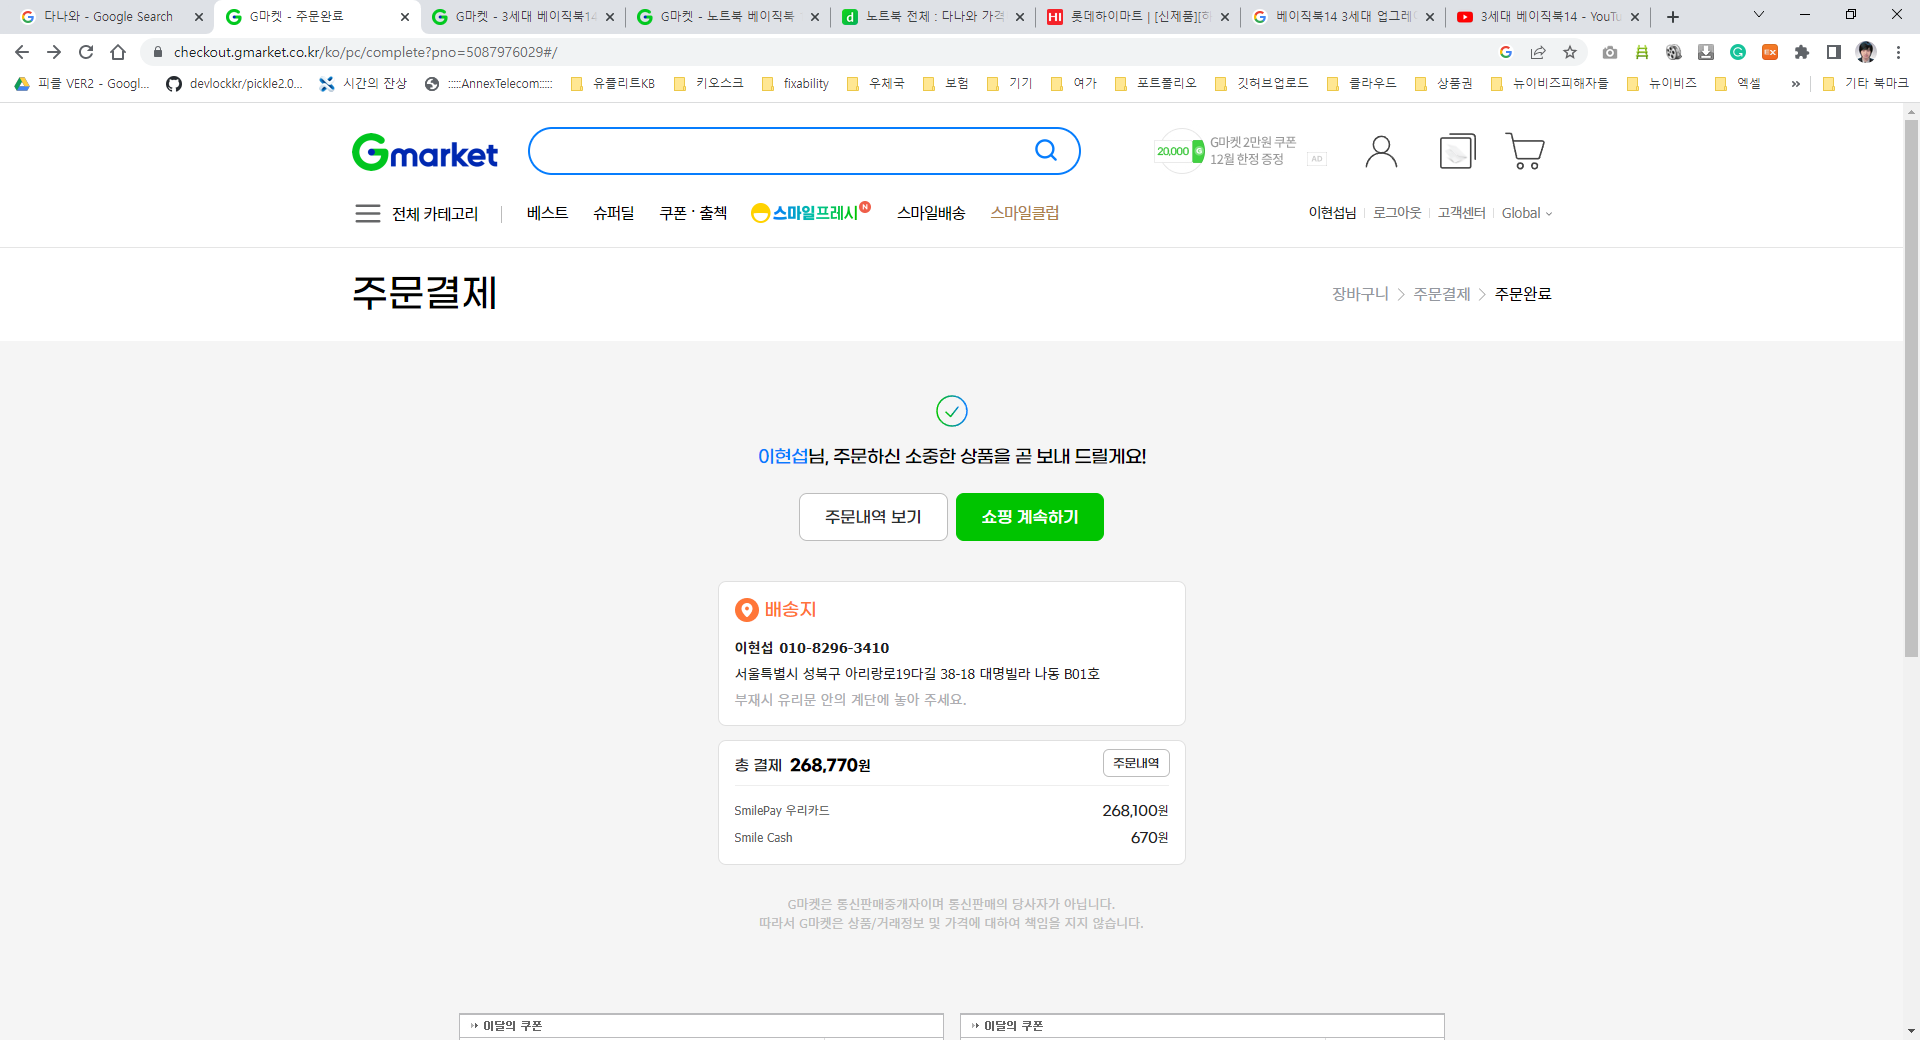 다나와 - Google Search
G마켓 - 주문완료
G마켓 - 3세대 베이직북14
G마켓 - 노트북 베이직북
노트북 전체 : 다나와 가격
롯데하이마트 | [신제품][하
베이직북14 3세대 업그레
3세대 베이직북14 - YouTu
checkout.gmarket.co.kr/ko/pc/complete?pno=5087976029#/
피클 VER2 - Googl...
devlockkr/pickle2.0...
시간의 잔상
:::::AnnexTelecom:::::
유플리트KB
키오스크
fixability
우체국
보험
기기
여가
포트폴리오
깃허브업로드
클라우드
상품권
뉴이비즈피해자들
뉴이비즈
엑셀
»
기타 북마크
Gmarket
20,000 G
G마켓 2만원 쿠폰
12월 한정 증정
AD
전체 카테고리
베스트
슈퍼딜
쿠폰 · 출첵
스마일프레시 N
스마일배송
스마일클럽
이현섭님
로그아웃
고객센터
Global
주문결제
장바구니 > 주문결제 > 주문완료
이현섭님, 주문하신 소중한 상품을 곧 보내 드릴게요!
주문내역 보기
쇼핑 계속하기
배송지
이현섭 010-8296-3410
서울특별시 성북구 아리랑로19다길 38-18 대명빌라 나동 B01호
부재시 유리문 안의 계단에 놓아 주세요.
총 결제 268,770원
주문내역
SmilePay 우리카드 268,100원
Smile Cash 670원
G마켓은 통신판매중개자이며 통신판매의 당사자가 아닙니다.
따라서 G마켓은 상품/거래정보 및 가격에 대하여 책임을 지지 않습니다.
이달의 쿠폰
이달의 쿠폰